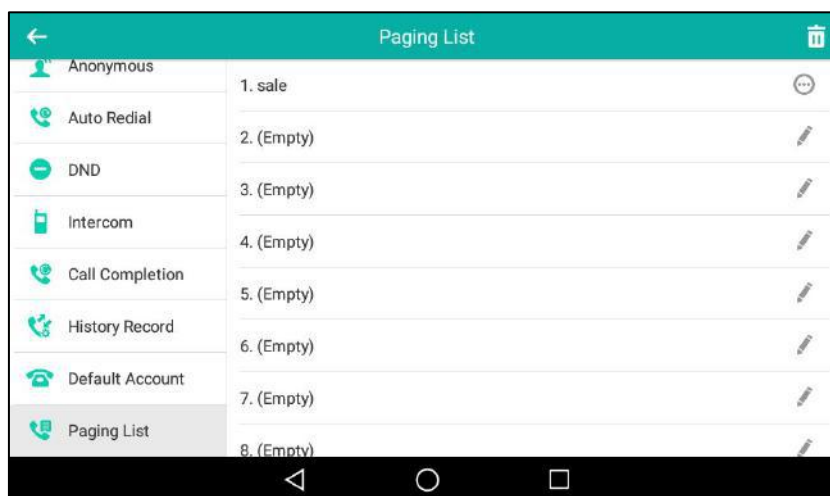 Paging List
Anonymous
Auto Redial
DND
Intercom
Call Completion
History Record
Default Account
Paging List
1. sale
2. (Empty)
3. (Empty)
4. (Empty)
5. (Empty)
6. (Empty)
7. (Empty)
8. (Empty)